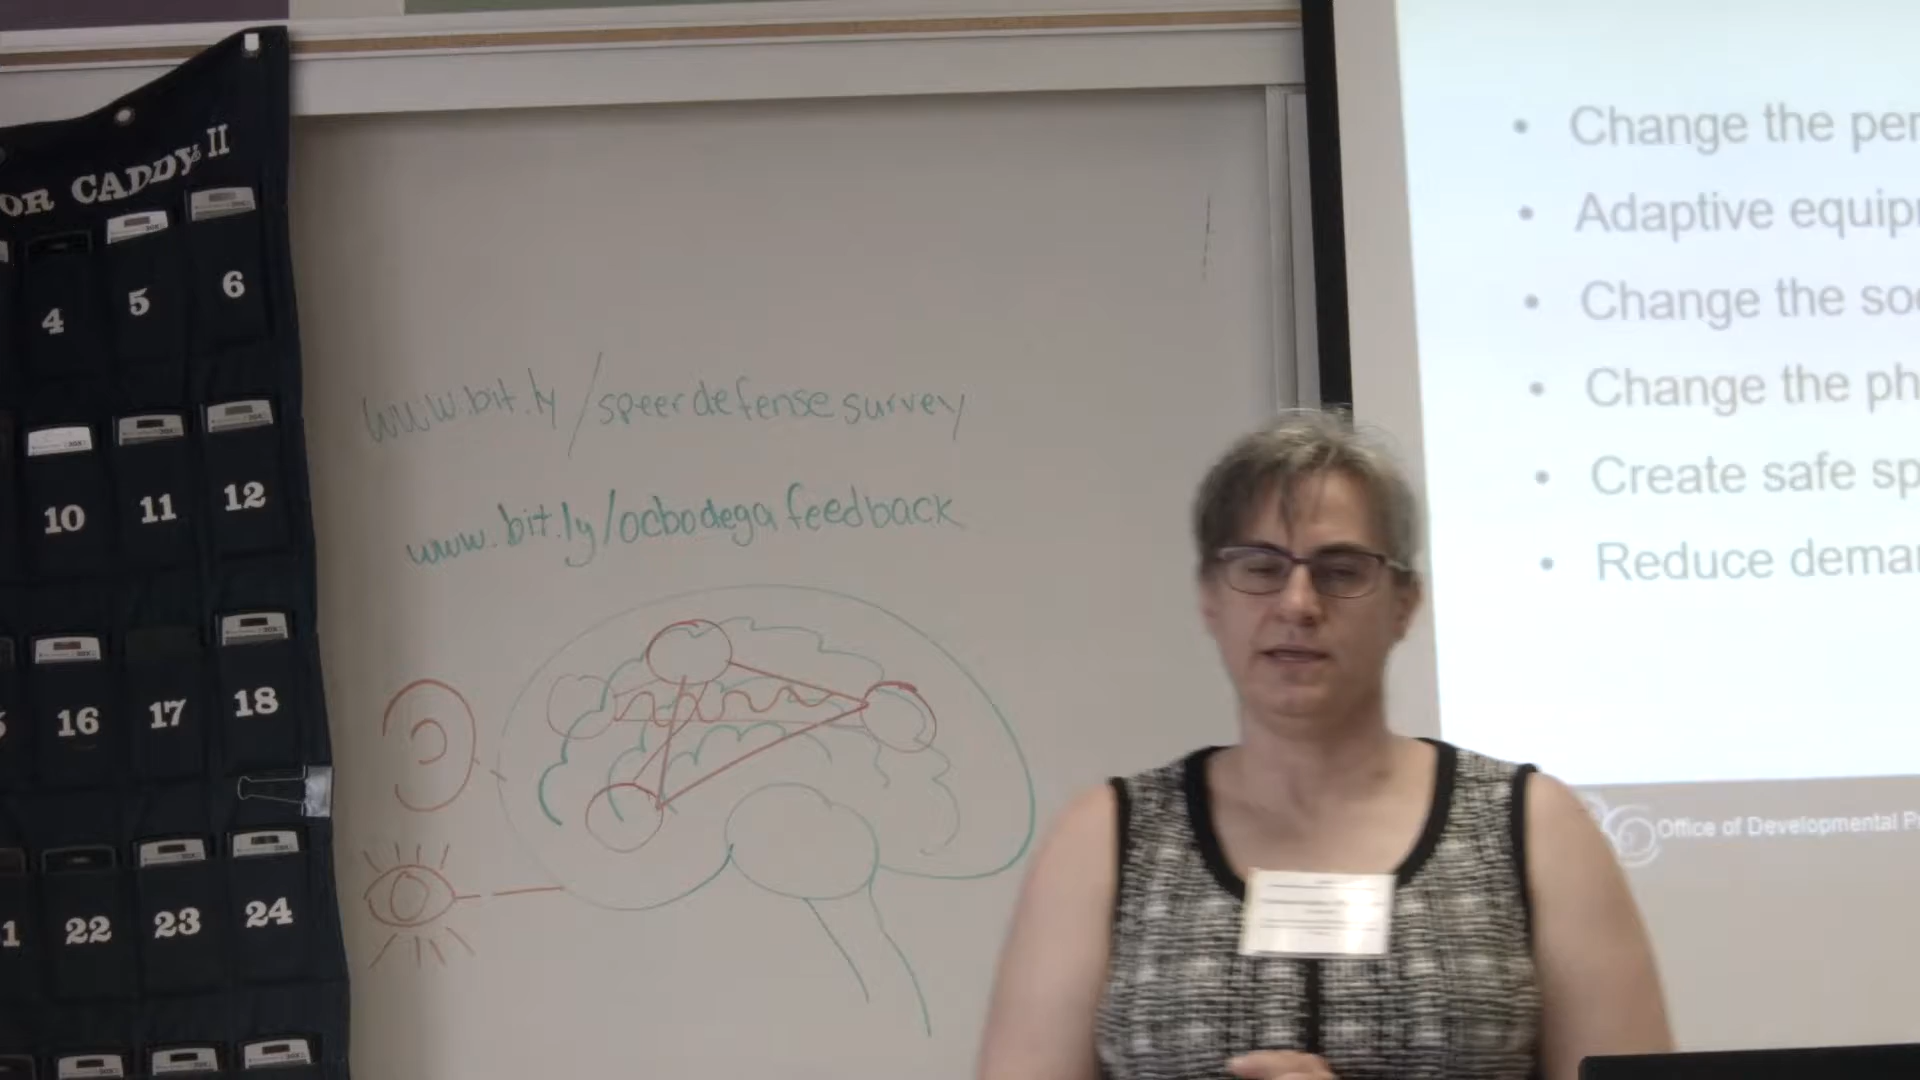 OR CADDY II
4 5 6
10 11 12
16 17 18
22 23 24
www.bit.ly/speerdefensesurvey
www.bit.ly/ocbodegafeedback
• Change the per
• Adaptive equip
• Change the so
• Change the ph
• Create safe sp
• Reduce dema
Office of Developmental P